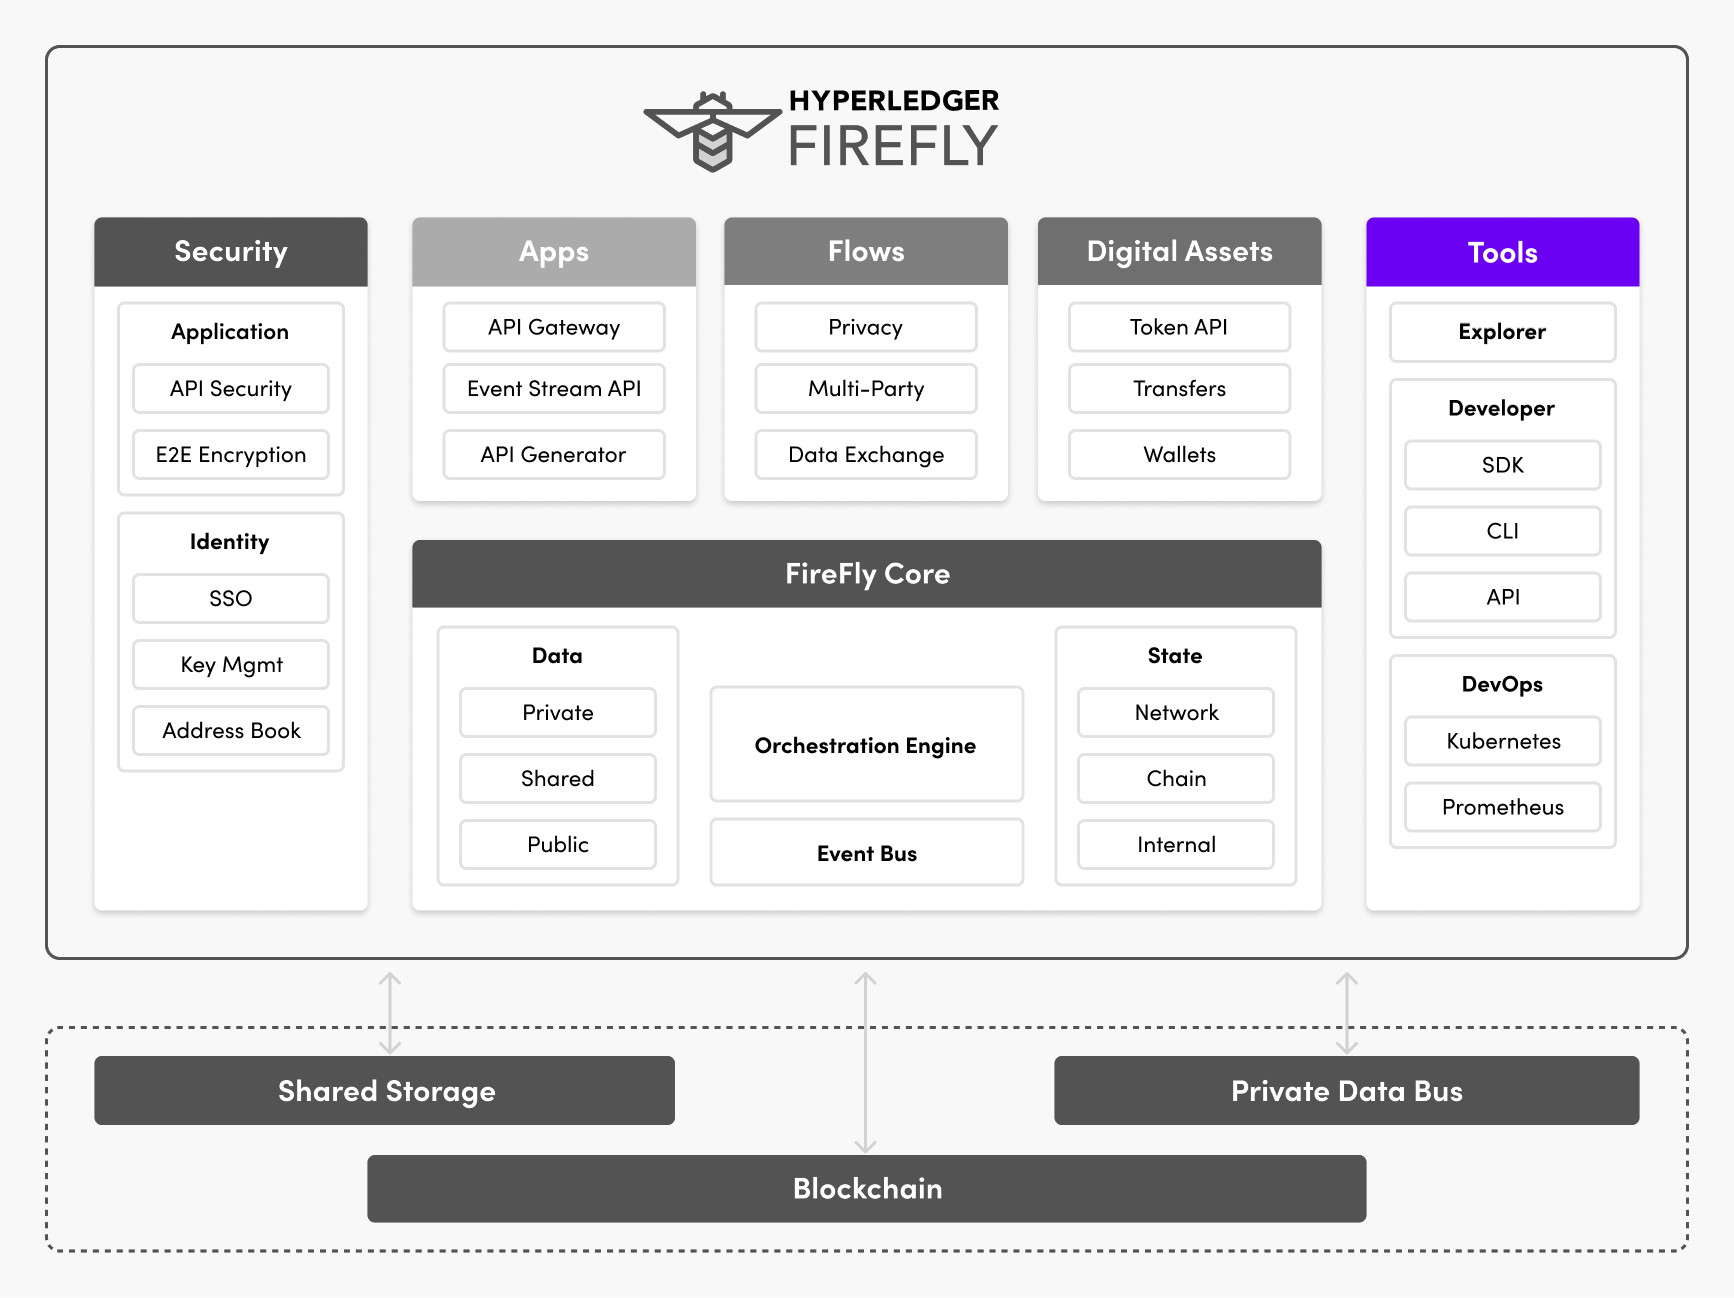 HYPERLEDGER
FIREFLY
Security
Application
API Security
E2E Encryption
Identity
SSO
Key Mgmt
Address Book
Apps
API Gateway
Event Stream API
API Generator
Flows
Privacy
Multi-Party
Data Exchange
Digital Assets
Token API
Transfers
Wallets
FireFly Core
Data
Private
Shared
Public
Orchestration Engine
Event Bus
State
Network
Chain
Internal
Tools
Explorer
Developer
SDK
CLI
API
DevOps
Kubernetes
Prometheus
Shared Storage
Private Data Bus
Blockchain